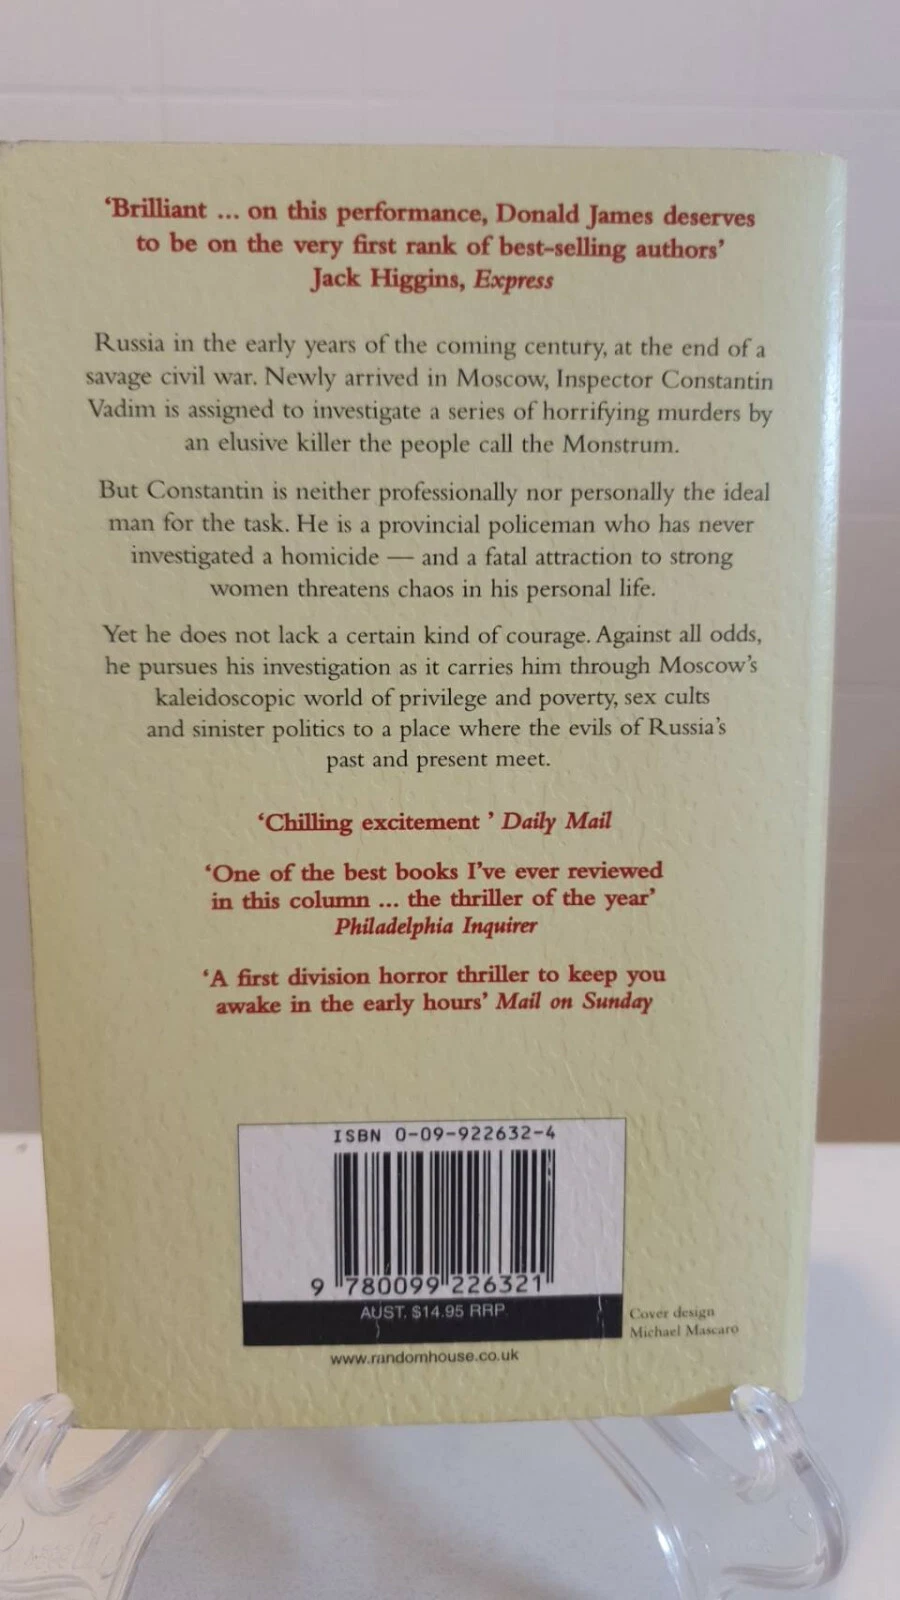 ‘Brilliant ... on this performance, Donald James deserves
to be on the very first rank of best-selling authors’
Jack Higgins, Express
Russia in the early years of the coming century, at the end of a
savage civil war. Newly arrived in Moscow, Inspector Constantin
Vadim is assigned to investigate a series of horrifying murders by
an elusive killer the people call the Monstrum.
But Constantin is neither professionally nor personally the ideal
man for the task. He is a provincial policeman who has never
investigated a homicide — and a fatal attraction to strong
women threatens chaos in his personal life.
Yet he does not lack a certain kind of courage. Against all odds,
he pursues his investigation as it carries him through Moscow’s
kaleidoscopic world of privilege and poverty, sex cults
and sinister politics to a place where the evils of Russia’s
past and present meet.
‘Chilling excitement ’ Daily Mail
‘One of the best books I’ve ever reviewed
in this column ... the thriller of the year’
Philadelphia Inquirer
‘A first division horror thriller to keep you
awake in the early hours’ Mail on Sunday
ISBN 0-09-922632-4
9 780099 226321
AUST. $14.95 RRP
Cover design
Michael Mascaro
www.randomhouse.co.uk